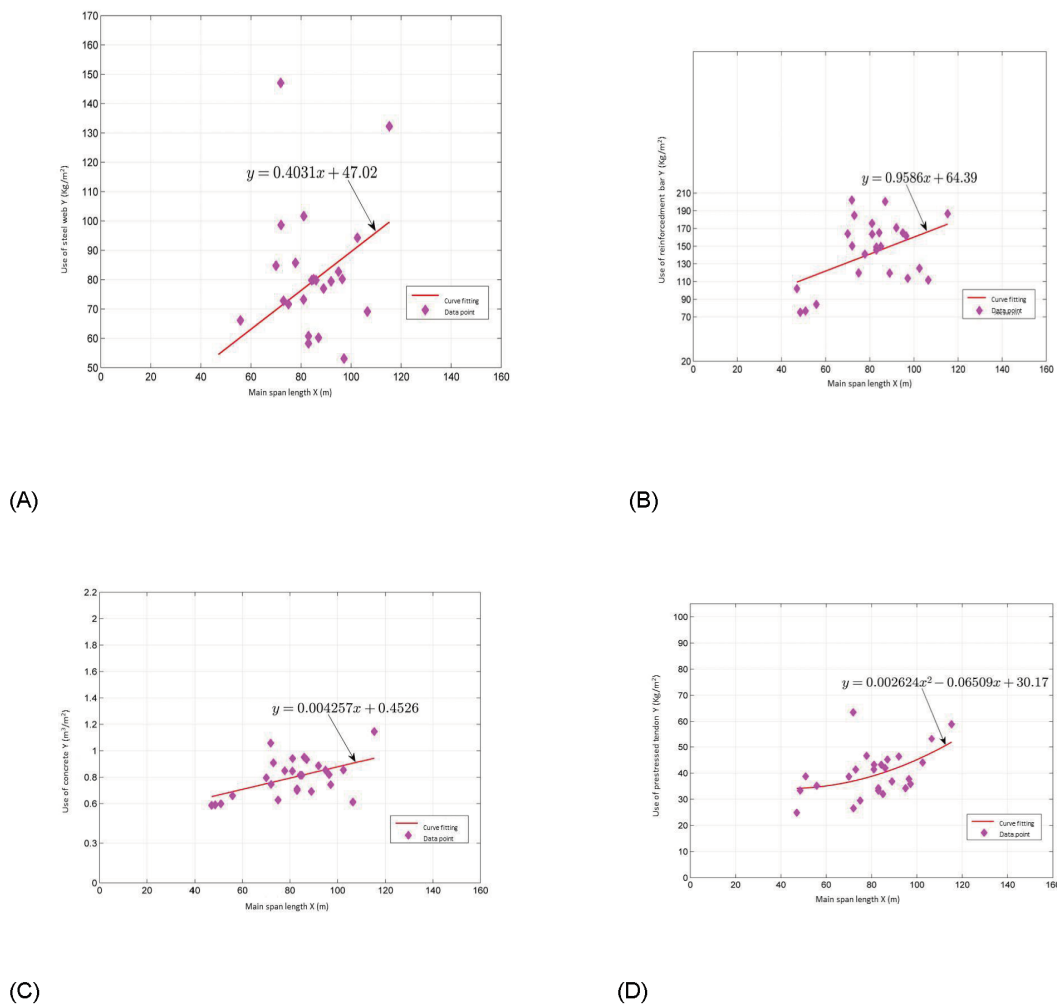 170
160
150
140
130
120
110
100
90
80
70
60
50
0 20 40 60 80 100 120 140 160
Use of steel web Y (Kg/m²)
Main span length X (m)
y = 0.4031x + 47.02
Curve fitting
Data point
(A)
210
190
170
150
130
110
90
70
20
0 20 40 60 80 100 120 140 160
Use of reinforcedment bar Y (Kg/m²)
Main span length X (m)
y = 0.9586x + 64.39
Curve fitting
Data point
(B)
2.2
2
1.8
1.6
1.4
1.2
1
0.8
0.6
0.3
0
0 20 40 60 80 100 120 140 160
Use of concrete Y (m³/m²)
Main span length X (m)
y = 0.004257x + 0.4526
Curve fitting
Data point
(C)
100
90
80
70
60
50
40
30
20
10
0
0 20 40 60 80 100 120 140 160
Use of prestressed tendon Y (Kg/m²)
Main span length X (m)
y = 0.002624x² − 0.06509x + 30.17
Curve fitting
Data point
(D)